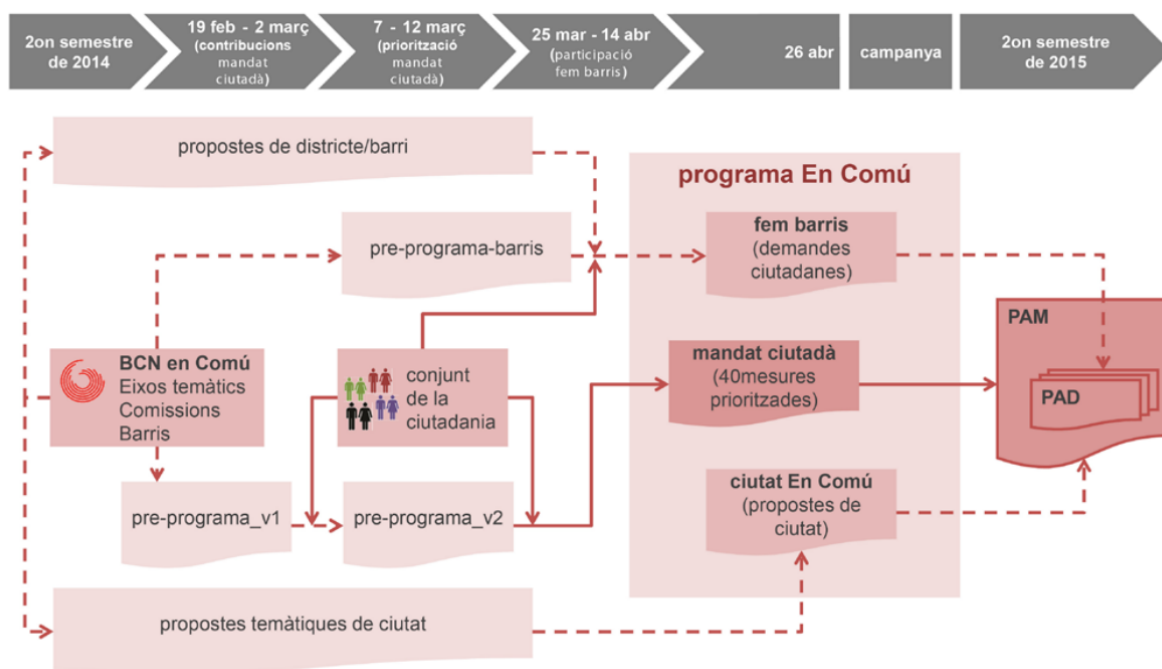 2on semestre
de 2014
19 feb - 2 març
(contribucions
mandat
ciutadà)
7 - 12 març
(priorització
mandat
ciutadà)
25 mar - 14 abr
(participació
fem barris)
26 abr
campanya
2on semestre
de 2015
propostes de districte/barri
programa En Comú
pre-programa-barris
fem barris
(demandes
ciutadanes)
BCN en Comú
Eixos temàtics
Comissions
Barris
conjunt
de la
ciutadania
mandat ciutadà
(40mesures
prioritzades)
PAM
PAD
pre-programa_v1
pre-programa_v2
ciutat En Comú
(propostes de
ciutat)
propostes temàtiques de ciutat